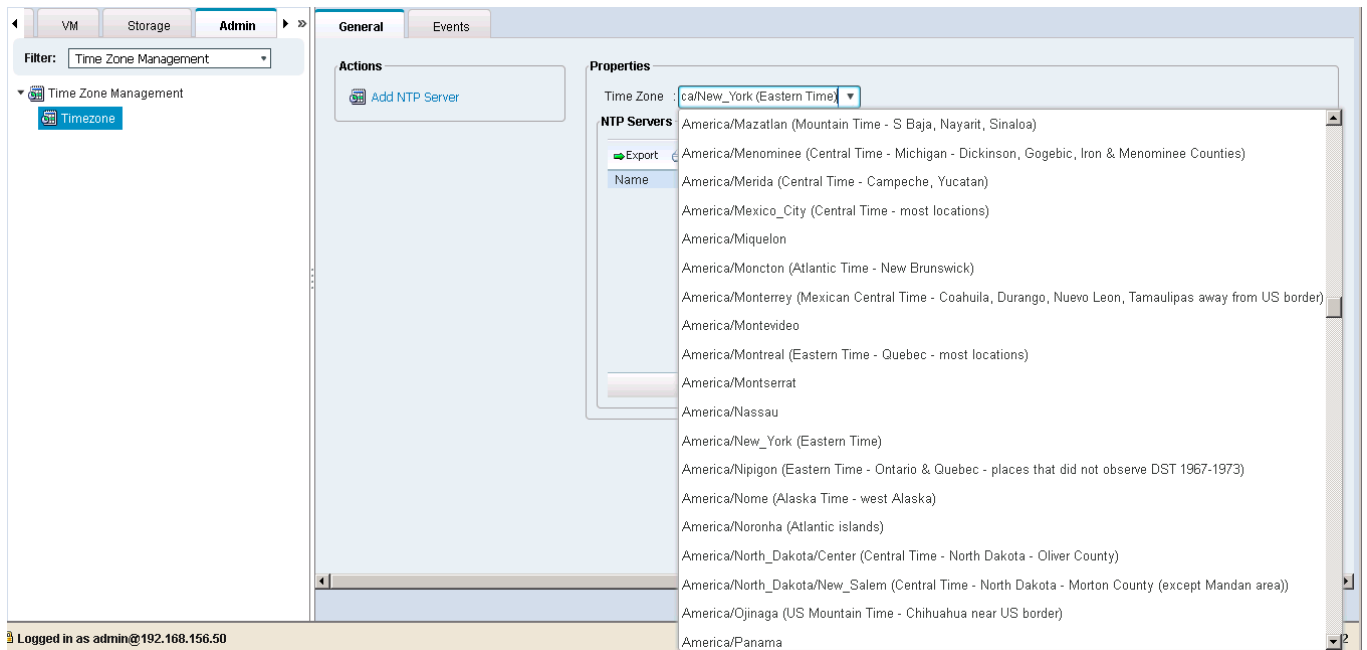 VM Storage Admin
Filter: Time Zone Management
Time Zone Management
Timezone
General Events
Actions
Add NTP Server
Properties
Time Zone : ca/New_York (Eastern Time)
NTP Servers
Export
Name
America/Mazatlan (Mountain Time - S Baja, Nayarit, Sinaloa)
America/Menominee (Central Time - Michigan - Dickinson, Gogebic, Iron & Menominee Counties)
America/Merida (Central Time - Campeche, Yucatan)
America/Mexico_City (Central Time - most locations)
America/Miquelon
America/Moncton (Atlantic Time - New Brunswick)
America/Monterrey (Mexican Central Time - Coahuila, Durango, Nuevo Leon, Tamaulipas away from US border)
America/Montevideo
America/Montreal (Eastern Time - Quebec - most locations)
America/Montserrat
America/Nassau
America/New_York (Eastern Time)
America/Nipigon (Eastern Time - Ontario & Quebec - places that did not observe DST 1967-1973)
America/Nome (Alaska Time - west Alaska)
America/Noronha (Atlantic islands)
America/North_Dakota/Center (Central Time - North Dakota - Oliver County)
America/North_Dakota/New_Salem (Central Time - North Dakota - Morton County (except Mandan area))
America/Ojinaga (US Mountain Time - Chihuahua near US border)
America/Panama
Logged in as admin@192.168.156.50
2